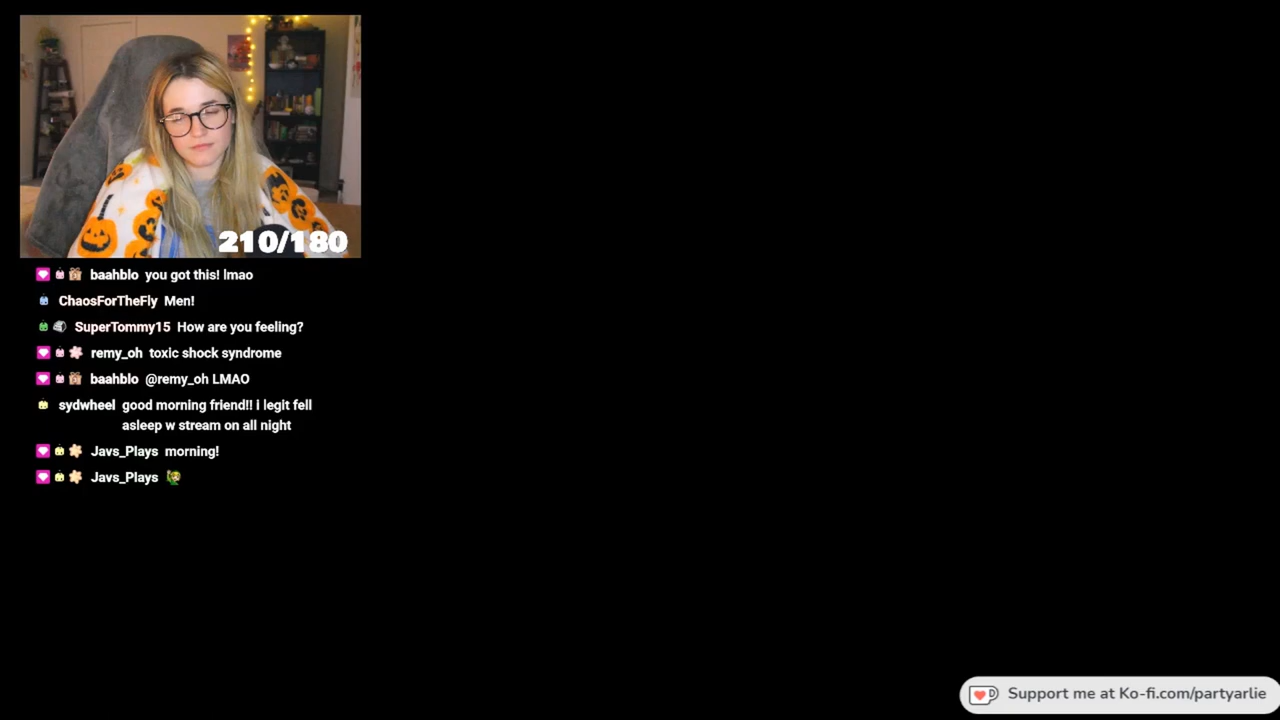 210/180
baahblo you got this! lmao
ChaosForTheFly Men!
SuperTommy15 How are you feeling?
remy_oh toxic shock syndrome
baahblo @remy_oh LMAO
sydwheel good morning friend!! i legit fell
asleep w stream on all night
Javs_Plays morning!
Javs_Plays
Support me at Ko-fi.com/partyarlie